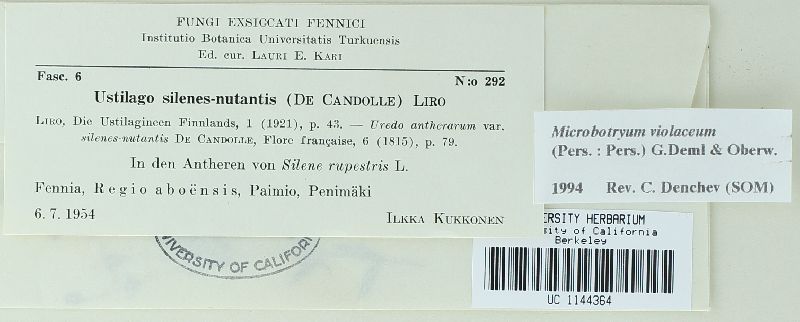 FUNGI EXSICCATI FENNICI
Institutio Botanica Universitatis Turkuensis
Ed. cur. LAURI E. KARI
Fasc. 6 N:o 292
Ustilago silenes-nutantis (DE CANDOLLE) LIRO
LIRO, Die Ustilagineen Finnlands, 1 (1921), p. 43. — Uredo antherarum var.
silenes-nutantis DE CANDOLLE, Flore française, 6 (1815), p. 79.
In den Antheren von Silene rupestris L.
Fennia, Regio aboënsis, Paimio, Penimäki
6. 7. 1954 ILKKA KUKKONEN
Microbotryum violaceum
(Pers. : Pers.) G.Deml & Oberw.
1994 Rev. C. Denchev (SOM)
ERSITY HERBARIUM
sity of California
Berkeley
UC 1144364
VERSITY OF CALIFOR